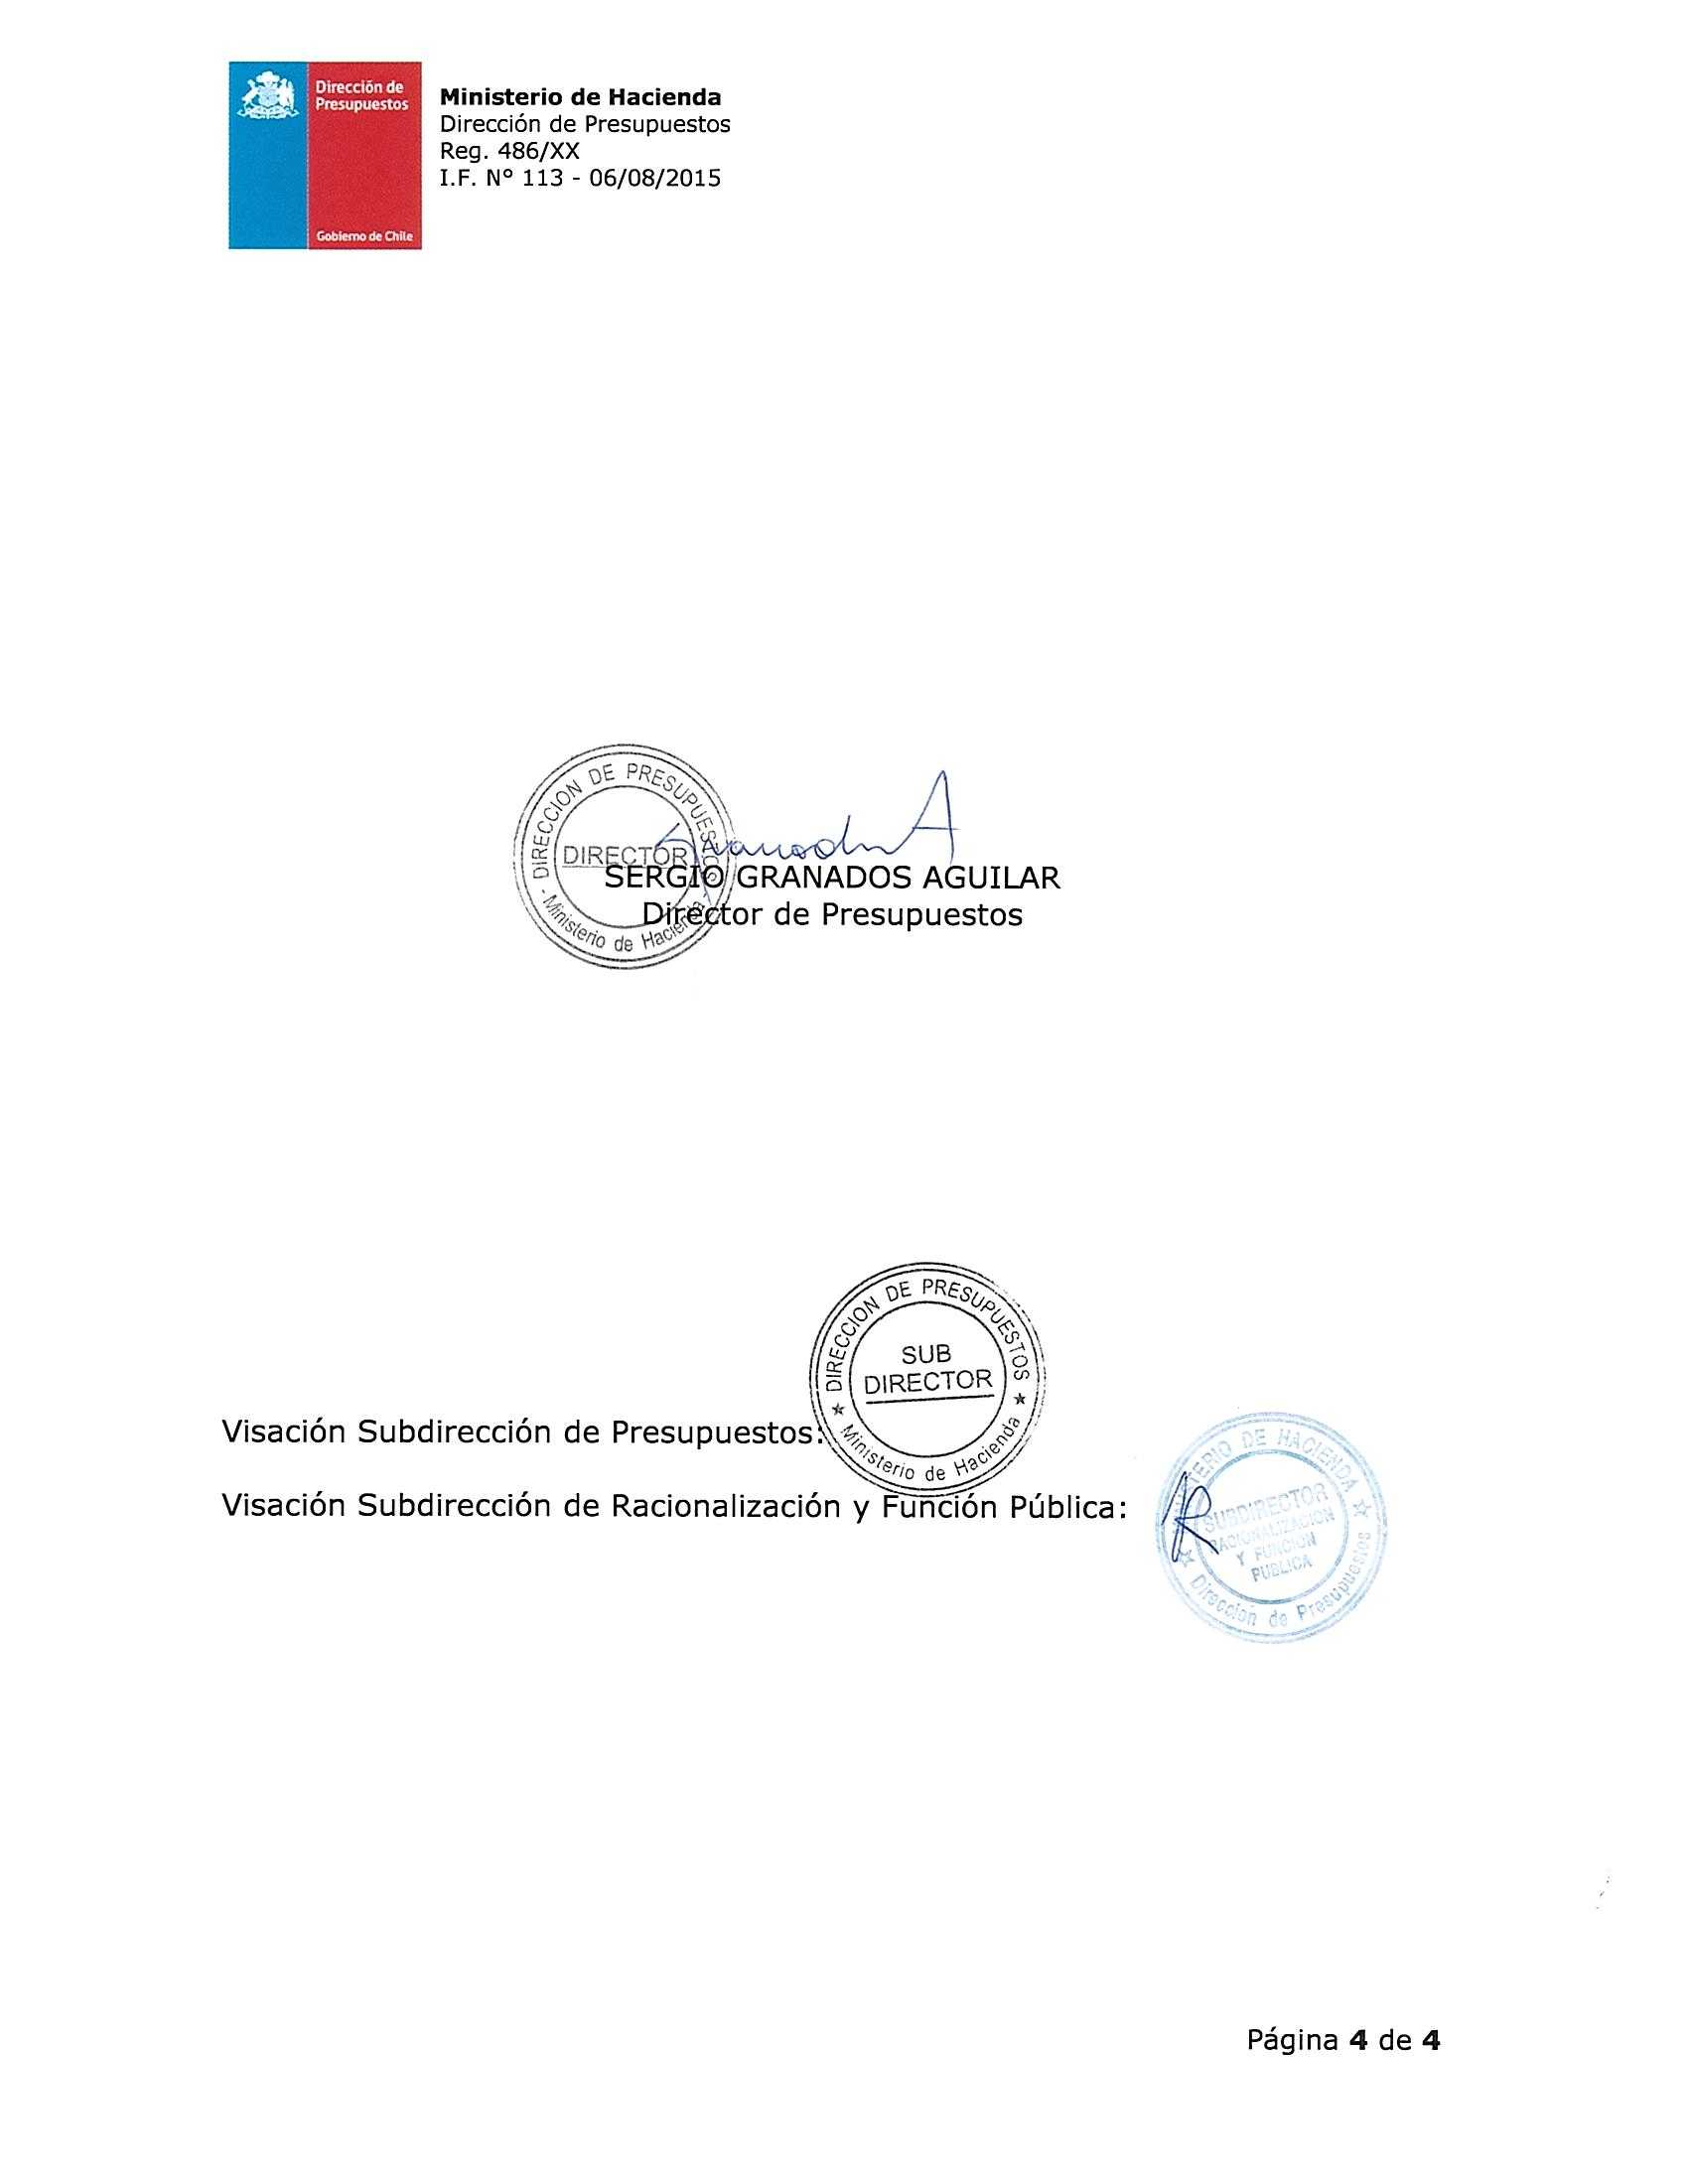 Dirección de
Presupuestos
Gobierno de Chile
Ministerio de Hacienda
Dirección de Presupuestos
Reg. 486/XX
I.F. Nº 113 - 06/08/2015
DIRECCION DE PRESUPUESTOS
DIRECTOR
- Ministerio de Hacienda -
Granados A
SERGIO GRANADOS AGUILAR
Director de Presupuestos
DIRECCION DE PRESUPUESTOS
SUB
DIRECTOR
Ministerio de Hacienda
Visación Subdirección de Presupuestos:
Visación Subdirección de Racionalización y Función Pública:
MINISTERIO DE HACIENDA
SUBDIRECTOR
RACIONALIZACION
Y FUNCION
PUBLICA
Direccion de Presupuestos
Página 4 de 4